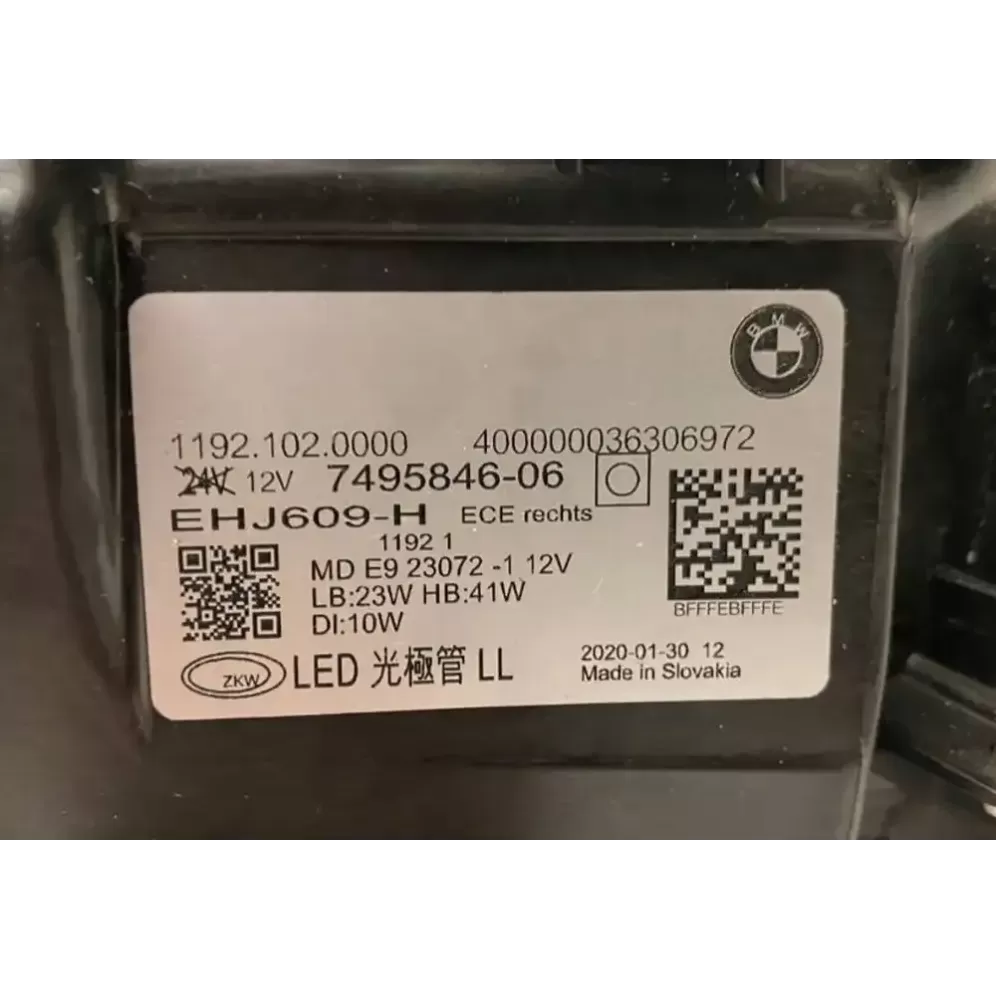 BMW
1192.102.0000 400000036306972
24V 12V 7495846-06
EHJ609-H ECE rechts
1192 1
MD E9 23072 -1 12V
LB:23W HB:41W
DI:10W
BFFFEBFFFE
ZKW LED 光極管 LL
2020-01-30 12
Made in Slovakia